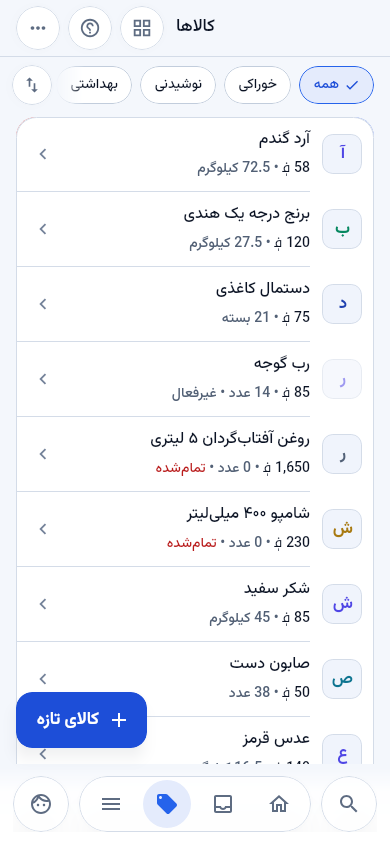 کالاها
همه
خوراکی
نوشیدنی
بهداشتی
آ
آرد گندم
58 ؋ • 72.5 کیلوگرم
ب
برنج درجه یک هندی
120 ؋ • 27.5 کیلوگرم
د
دستمال کاغذی
75 ؋ • 21 بسته
ر
رب گوجه
85 ؋ • 14 عدد • غیرفعال
ر
روغن آفتاب‌گردان ۵ لیتری
1,650 ؋ • 0 عدد • تمام‌شده
ش
شامپو ۴۰۰ میلی‌لیتر
230 ؋ • 0 عدد • تمام‌شده
ش
شکر سفید
85 ؋ • 45 کیلوگرم
ص
صابون دست
50 ؋ • 38 عدد
ع
عدس قرمز
کالای تازه